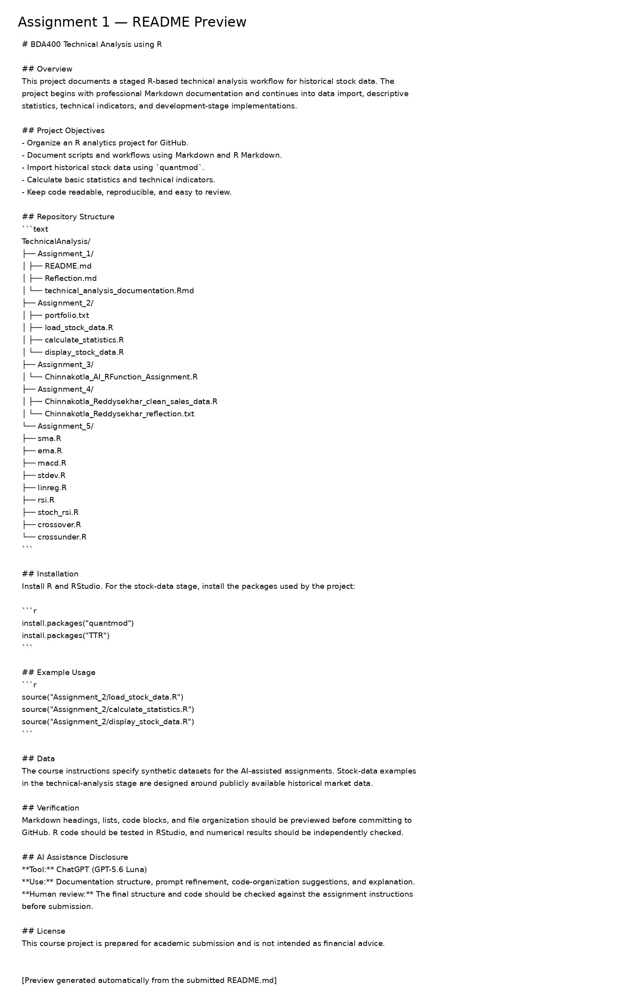 Assignment 1 — README Preview
# BDA400 Technical Analysis using R
## Overview
This project documents a staged R-based technical analysis workflow for historical stock data. The
project begins with professional Markdown documentation and continues into data import, descriptive
statistics, technical indicators, and development-stage implementations.
## Project Objectives
- Organize an R analytics project for GitHub.
- Document scripts and workflows using Markdown and R Markdown.
- Import historical stock data using `quantmod`.
- Calculate basic statistics and technical indicators.
- Keep code readable, reproducible, and easy to review.
## Repository Structure
```text
TechnicalAnalysis/
├── Assignment_1/
│ ├── README.md
│ ├── Reflection.md
│ └── technical_analysis_documentation.Rmd
├── Assignment_2/
│ ├── portfolio.txt
│ ├── load_stock_data.R
│ ├── calculate_statistics.R
│ └── display_stock_data.R
├── Assignment_3/
│ └── Chinnakotla_AI_RFunction_Assignment.R
├── Assignment_4/
│ ├── Chinnakotla_Reddysekhar_clean_sales_data.R
│ └── Chinnakotla_Reddysekhar_reflection.txt
└── Assignment_5/
├── sma.R
├── ema.R
├── macd.R
├── stdev.R
├── linreg.R
├── rsi.R
├── stoch_rsi.R
├── crossover.R
└── crossunder.R
```
## Installation
Install R and RStudio. For the stock-data stage, install the packages used by the project:
```r
install.packages("quantmod")
install.packages("TTR")
```
## Example Usage
```r
source("Assignment_2/load_stock_data.R")
source("Assignment_2/calculate_statistics.R")
source("Assignment_2/display_stock_data.R")
```
## Data
The course instructions specify synthetic datasets for the AI-assisted assignments. Stock-data examples
in the technical-analysis stage are designed around publicly available historical market data.
## Verification
Markdown headings, lists, code blocks, and file organization should be previewed before committing to
GitHub. R code should be tested in RStudio, and numerical results should be independently checked.
## AI Assistance Disclosure
**Tool:** ChatGPT (GPT-5.6 Luna)
**Use:** Documentation structure, prompt refinement, code-organization suggestions, and explanation.
**Human review:** The final structure and code should be checked against the assignment instructions
before submission.
## License
This course project is prepared for academic submission and is not intended as financial advice.
[Preview generated automatically from the submitted README.md]